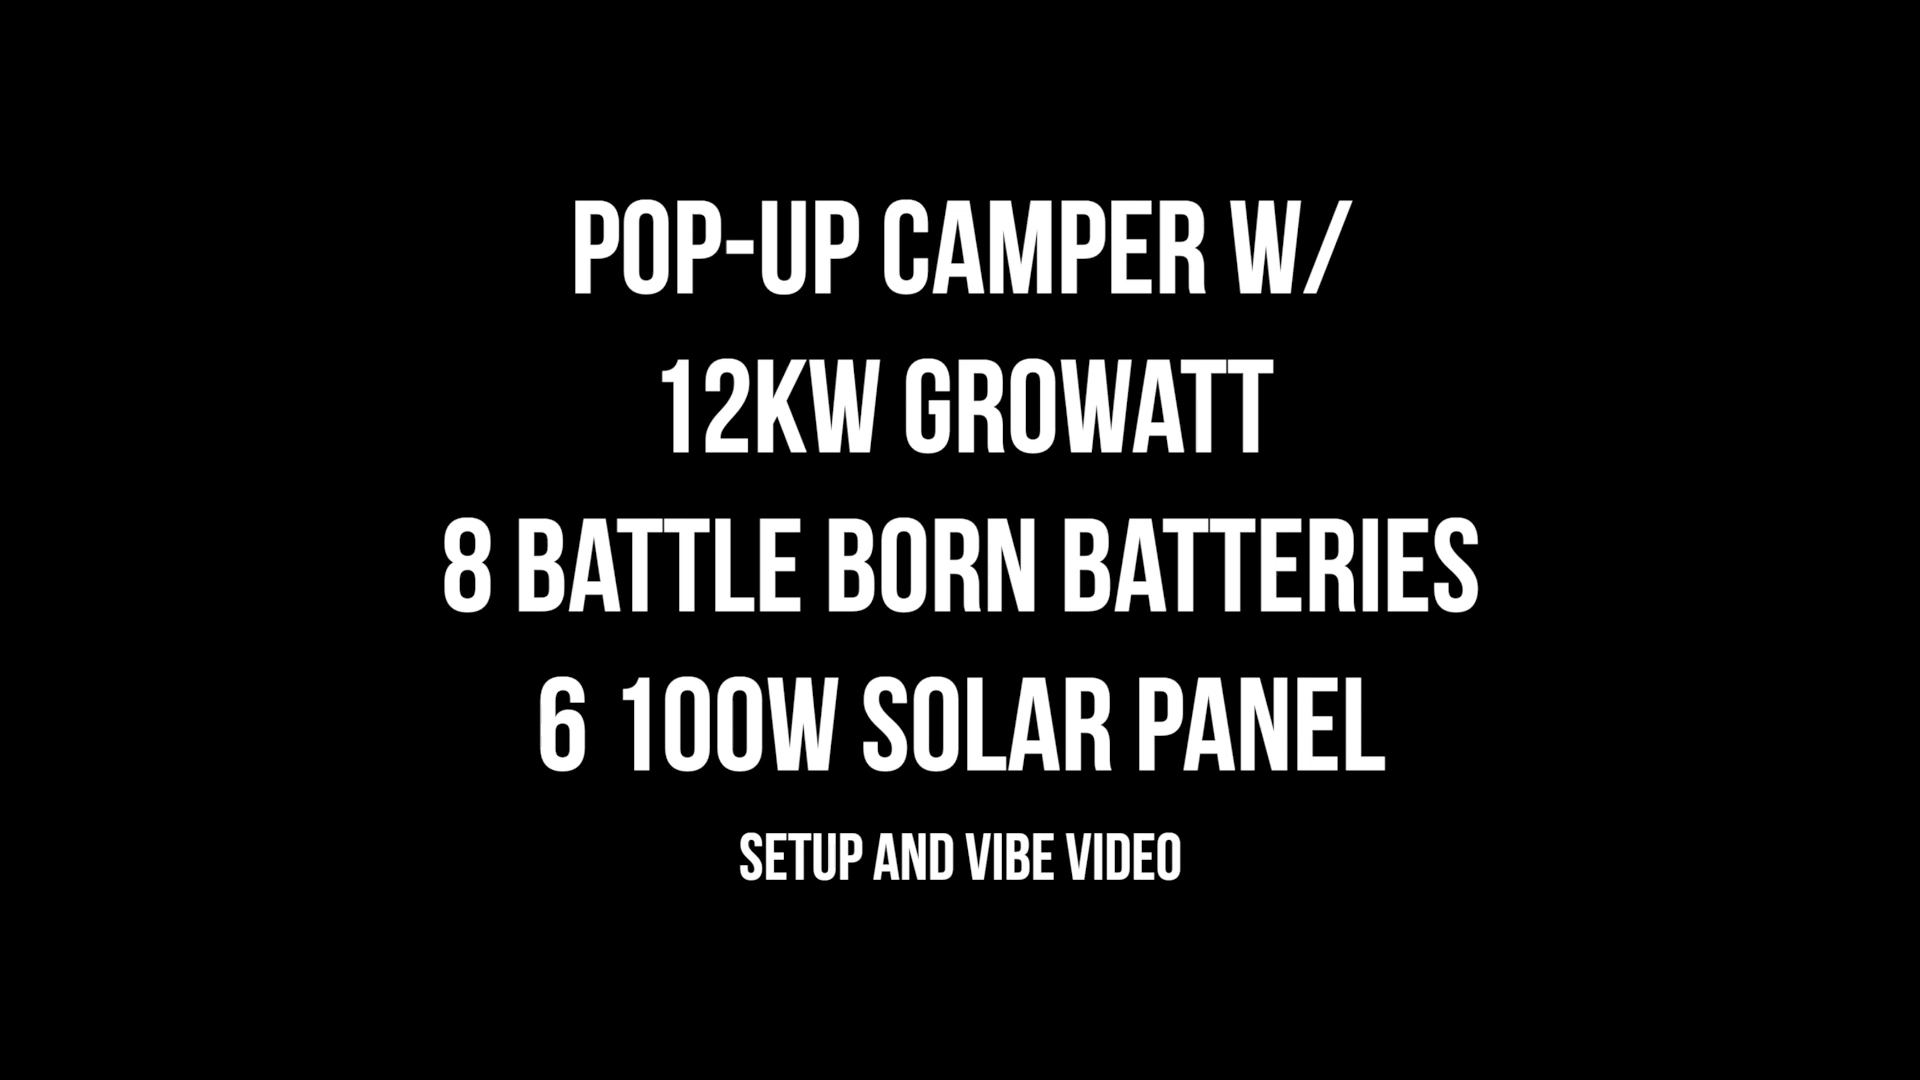 POP-UP CAMPER W/
12KW GROWATT
8 BATTLE BORN BATTERIES
6 100W SOLAR PANEL
SETUP AND VIBE VIDEO